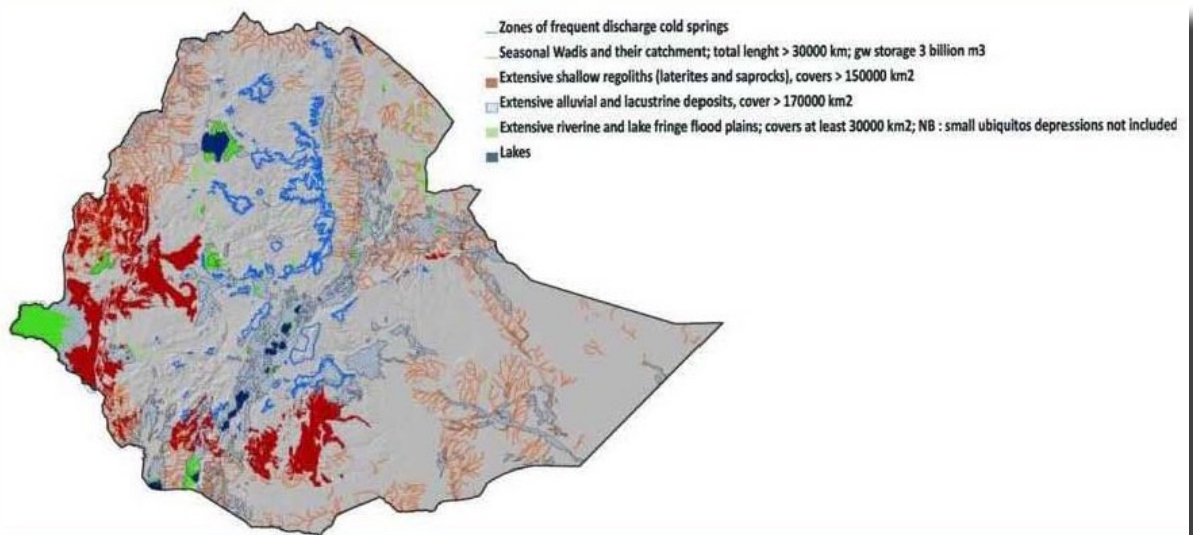 Zones of frequent discharge cold springs
Seasonal Wadis and their catchment; total lenght > 30000 km; gw storage 3 billion m3
Extensive shallow regoliths (laterites and saprocks), covers > 150000 km2
Extensive alluvial and lacustrine deposits, cover > 170000 km2
Extensive riverine and lake fringe flood plains; covers at least 30000 km2; NB : small ubiquitos depressions not included
Lakes